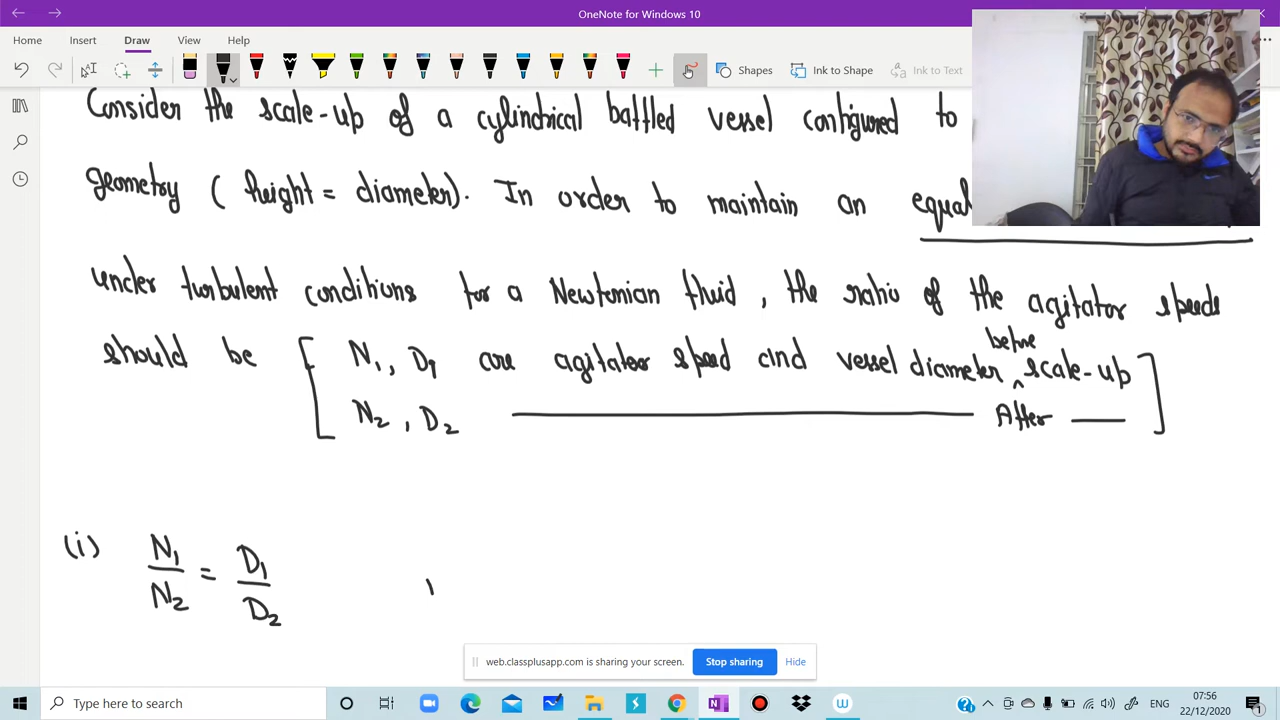 OneNote for Windows 10
Home Insert Draw View Help
Shapes Ink to Shape Ink to Text
Consider the scale-up of a cylindrical baffled vessel configured to
geometry ( height = diameter). In order to maintain an equal
under turbulent conditions for a Newtonian fluid, the ratio of the agitator speeds
should be [ N1, D1 are agitator speed and vessel diameter before scale-up
N2, D2 After ]
(i) N1/N2 = D1/D2
web.classplusapp.com is sharing your screen. Stop sharing Hide
Type here to search
ENG 07:56
22/12/2020